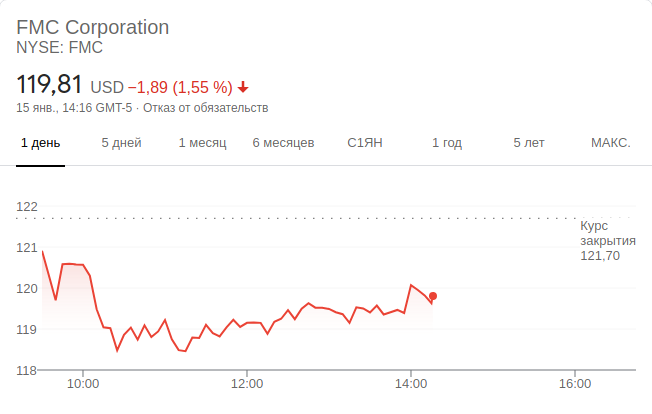 FMC Corporation
NYSE: FMC
119,81 USD −1,89 (1,55 %)
15 янв., 14:16 GMT-5 · Отказ от обязательств
1 день 5 дней 1 месяц 6 месяцев С1ЯН 1 год 5 лет МАКС.
122
Курс
закрытия
121,70
121
120
119
118
10:00 12:00 14:00 16:00